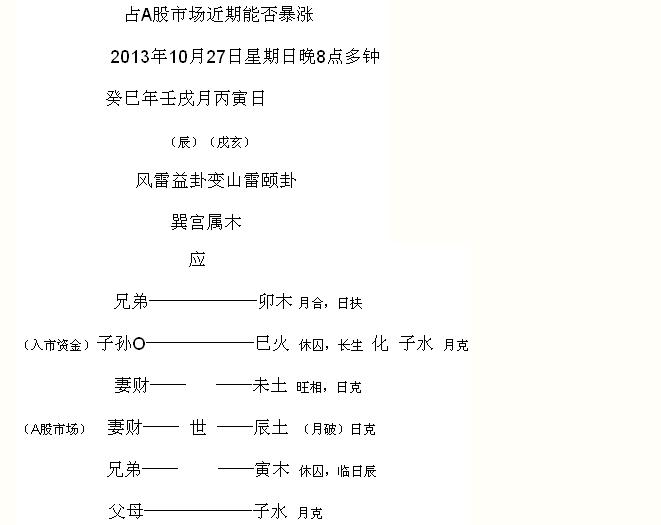 占A股市场近期能否暴涨
2013年10月27日星期日晚8点多钟
癸巳年壬戌月丙寅日
（辰）（戌亥）
风雷益卦变山雷颐卦
巽宫属木
应
兄弟——————卯木 月合，日扶
（入市资金）子孙O——————巳火 休囚，长生 化 子水 月克
妻财—— ——未土 旺相，日克
（A股市场） 妻财—— 世 ——辰土 （月破）日克
兄弟—— ——寅木 休囚，临日辰
父母——————子水 月克